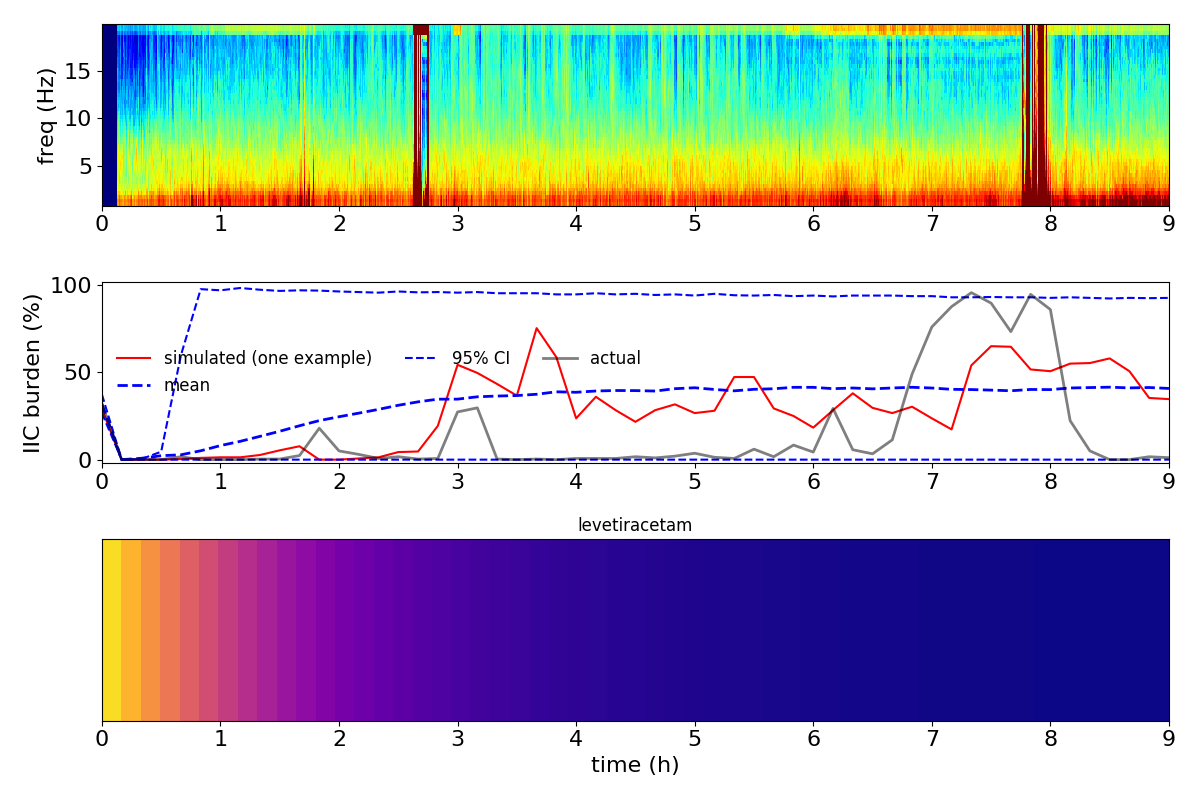 freq (Hz)
15
10
5
0 1 2 3 4 5 6 7 8 9
IIC burden (%)
100
50
0
simulated (one example) 95% CI actual
mean
0 1 2 3 4 5 6 7 8 9
levetiracetam
0 1 2 3 4 5 6 7 8 9
time (h)